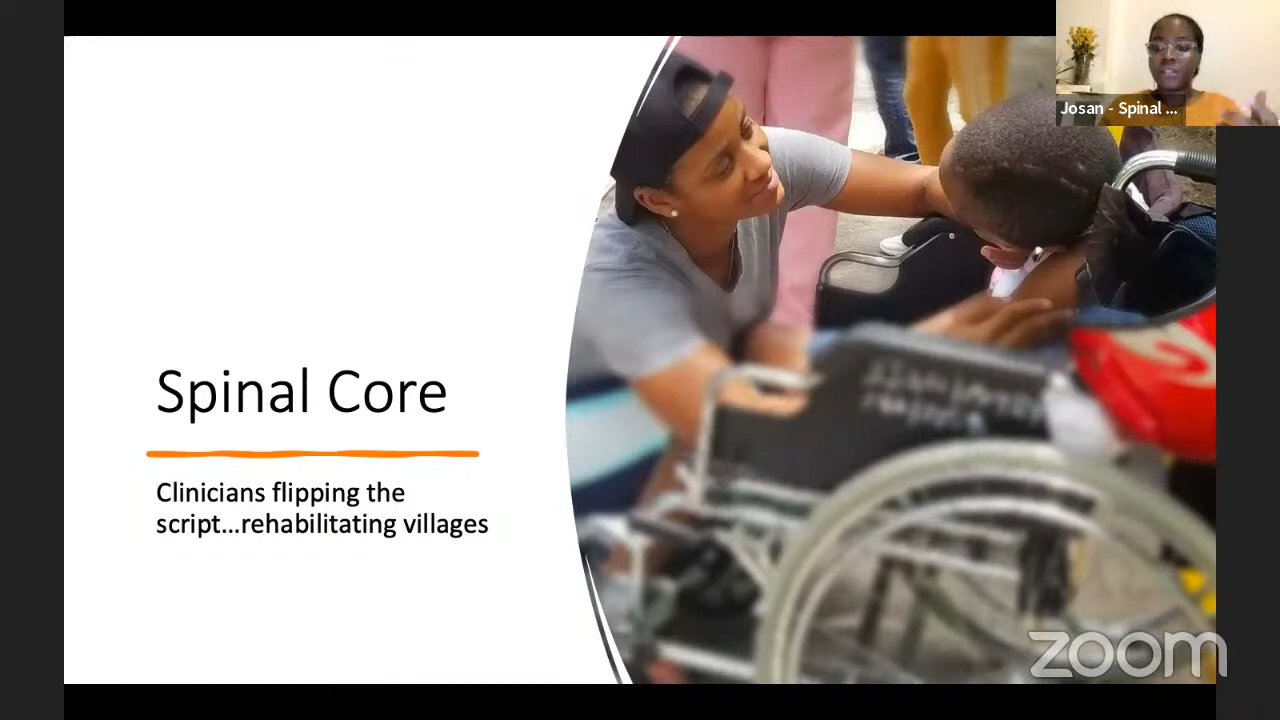 Josan - Spinal ...
Spinal Core
Clinicians flipping the
script...rehabilitating villages
zoom